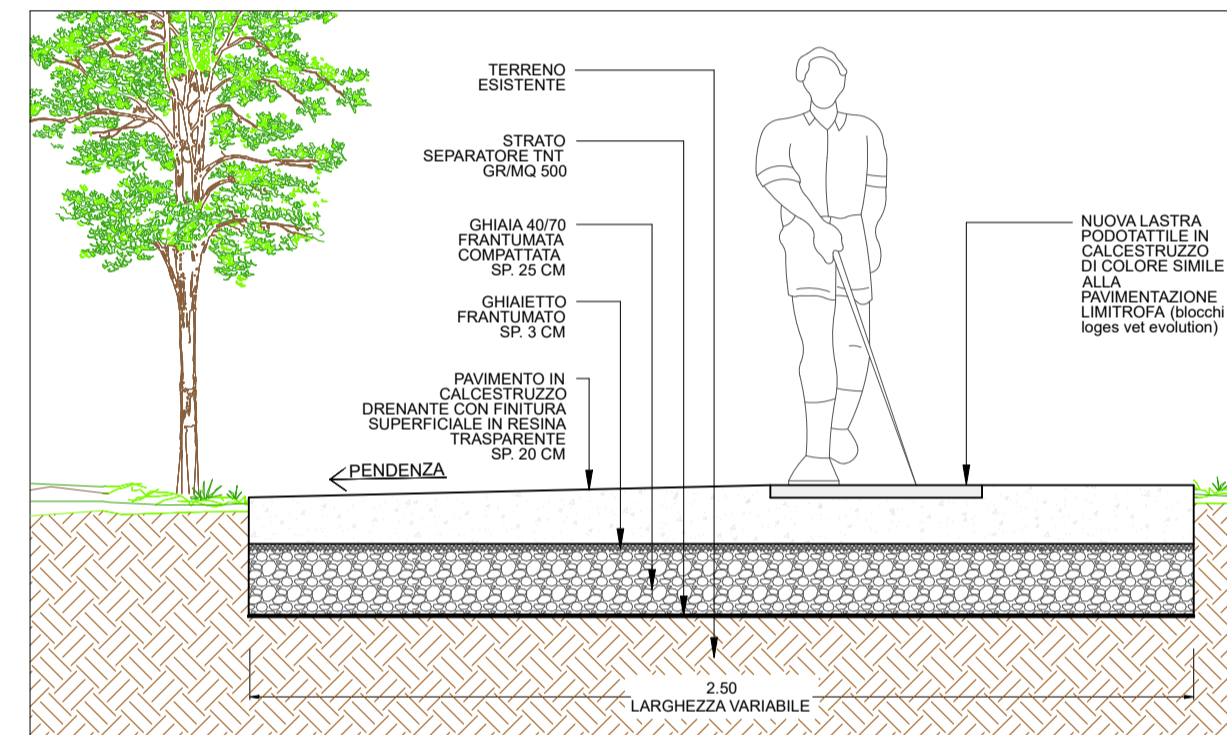 TERRENO
ESISTENTE
STRATO
SEPARATORE TNT
GR/MQ 500
GHIAIA 40/70
FRANTUMATA
COMPATTATA
SP. 25 CM
GHIAIETTO
FRANTUMATO
SP. 3 CM
PAVIMENTO IN
CALCESTRUZZO
DRENANTE CON FINITURA
SUPERFICIALE IN RESINA
TRASPARENTE
SP. 20 CM
PENDENZA
NUOVA LASTRA
PODOTATTILE IN
CALCESTRUZZO
DI COLORE SIMILE
ALLA
PAVIMENTAZIONE
LIMITROFA (blocchi
loges vet evolution)
2.50
LARGHEZZA VARIABILE